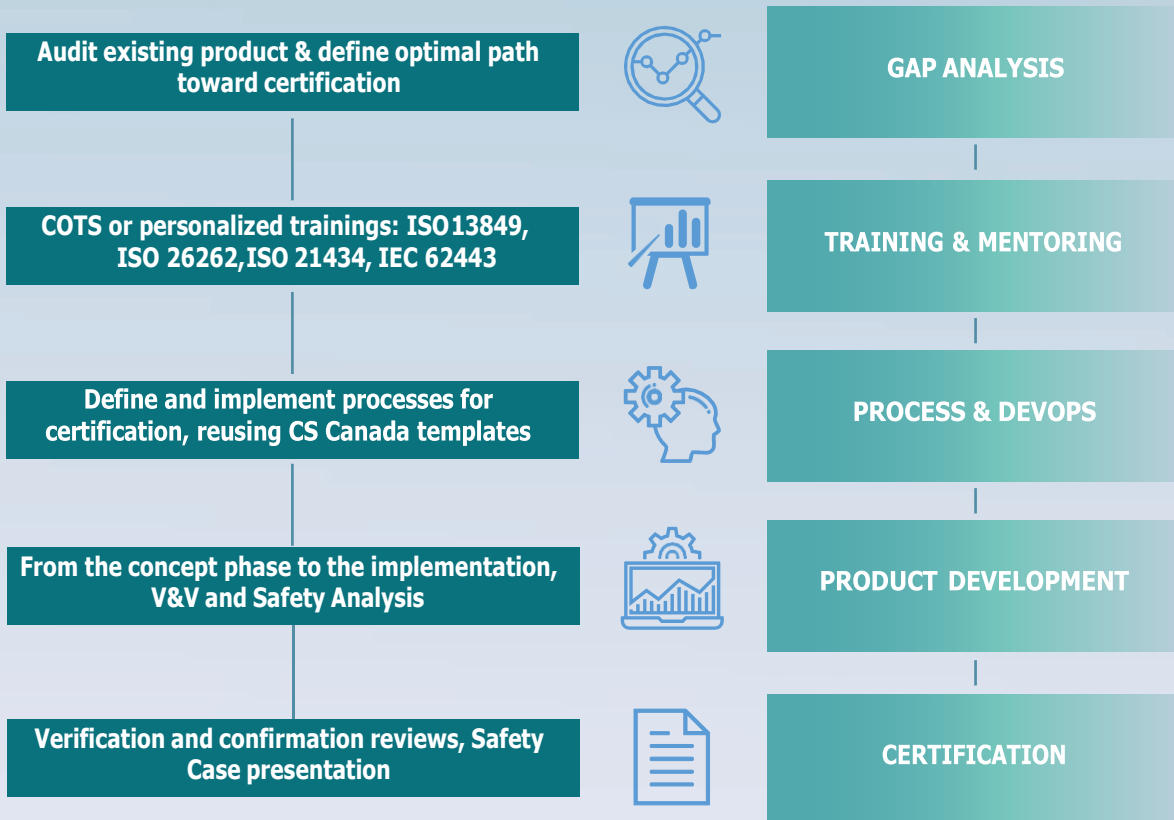 Audit existing product & define optimal path
toward certification
GAP ANALYSIS
COTS or personalized trainings: ISO13849,
ISO 26262,ISO 21434, IEC 62443
TRAINING & MENTORING
Define and implement processes for
certification, reusing CS Canada templates
PROCESS & DEVOPS
From the concept phase to the implementation,
V&V and Safety Analysis
PRODUCT DEVELOPMENT
Verification and confirmation reviews, Safety
Case presentation
CERTIFICATION